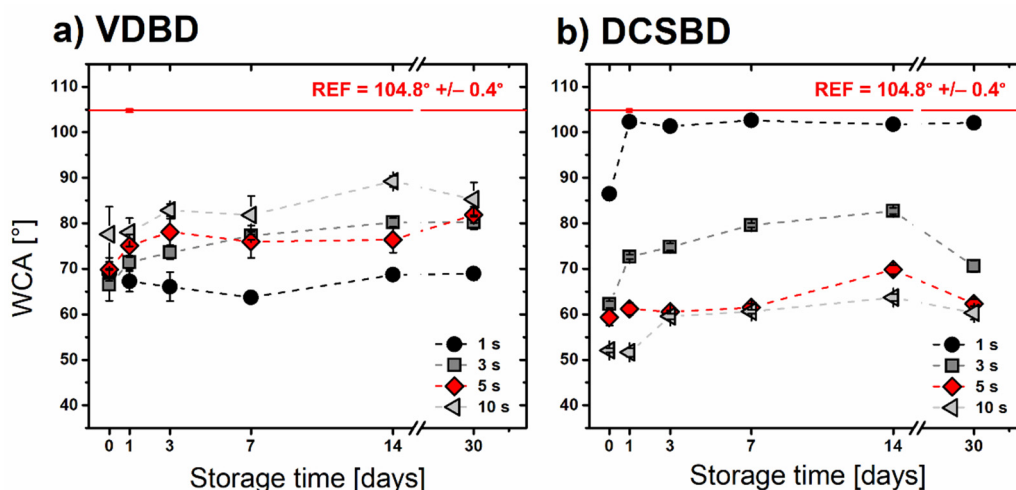 a) VDBD
WCA [°]
110
100
90
80
70
60
50
40
REF = 104.8° +/– 0.4°
1 s
3 s
5 s
10 s
0 1 3 7 14 30
Storage time [days]
b) DCSBD
110
100
90
80
70
60
50
40
REF = 104.8° +/– 0.4°
1 s
3 s
5 s
10 s
0 1 3 7 14 30
Storage time [days]